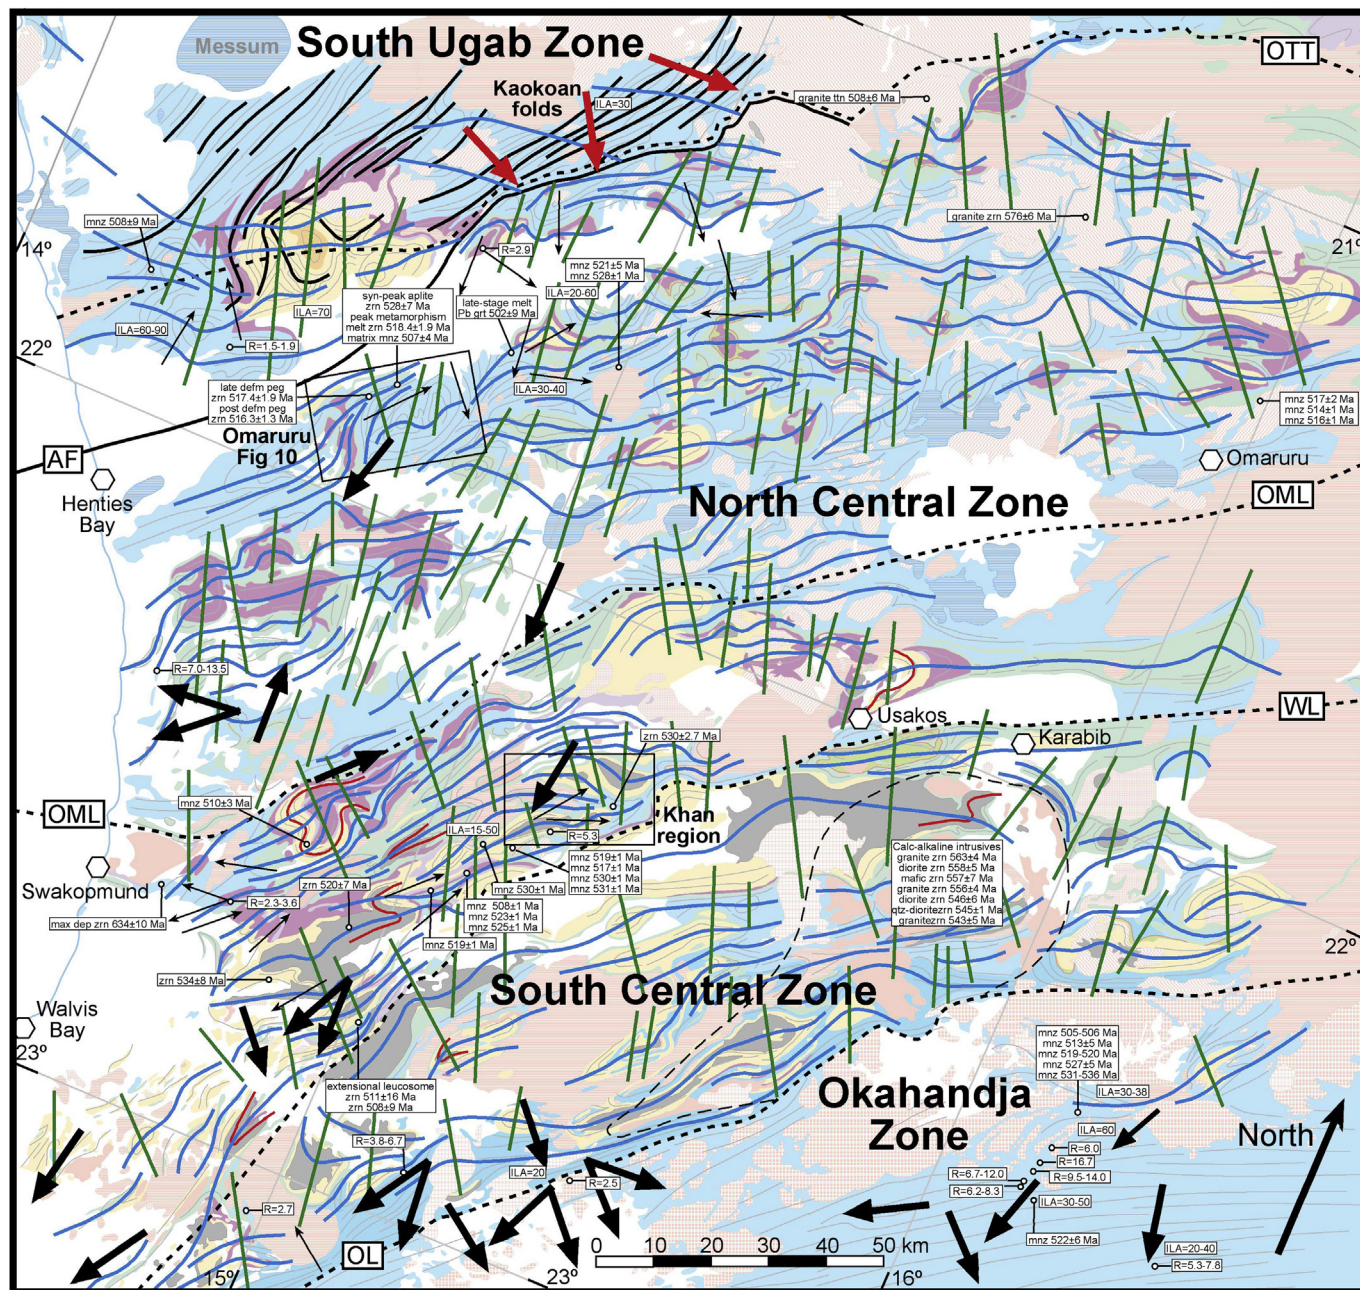 Messum
South Ugab Zone
Kaokoan
folds
ILA=30
OTT
granite ttn 508±6 Ma
mnz 508±9 Ma
14º
granite zrn 576±6 Ma
21º
R=2.9
mnz 521±5 Ma
mnz 528±1 Ma
ILA=20-60
syn-peak aplite
zrn 528±7 Ma
peak metamorphism
melt zrn 518.4±1.9 Ma
matrix mnz 507±4 Ma
late-stage melt
Pb grt 502±9 Ma
ILA=70
ILA=60-90
R=1.5-1.9
22º
late defm peg
zrn 517.4±1.9 Ma
post defm peg
zrn 516.3±1.3 Ma
ILA=30-40
mnz 517±2 Ma
mnz 514±1 Ma
mnz 516±1 Ma
Omaruru
Fig 10
AF
Omaruru
Henties
Bay
North Central Zone
OML
R=7.0-13.5
Usakos
WL
Karabib
zrn 530±2.7 Ma
mnz 510±3 Ma
OML
Khan
region
ILA=15-50
R=5.3
mnz 519±1 Ma
mnz 517±1 Ma
mnz 530±1 Ma
mnz 531±1 Ma
Calc-alkaline intrusives
granite zrn 563±4 Ma
diorite zrn 558±5 Ma
mafic zrn 557±7 Ma
granite zrn 556±4 Ma
diorite zrn 546±6 Ma
qtz-dioritezrn 545±1 Ma
granitezrn 543±5 Ma
Swakopmund
zrn 520±7 Ma
mnz 530±1 Ma
R=2.3-3.6
max dep zrn 634±10 Ma
mnz 508±1 Ma
mnz 523±1 Ma
mnz 525±1 Ma
mnz 519±1 Ma
22º
zrn 534±8 Ma
South Central Zone
Walvis
Bay
23º
mnz 505-506 Ma
mnz 513±5 Ma
mnz 519-520 Ma
mnz 527±5 Ma
mnz 531-536 Ma
extensional leucosome
zrn 511±16 Ma
zrn 508±9 Ma
Okahandja
Zone
ILA=30-38
ILA=60
North
R=3.8-6.7
R=6.0
R=16.7
ILA=20
R=2.5
R=6.7-12.0
R=9.5-14.0
R=6.2-8.3
ILA=30-50
R=2.7
mnz 522±6 Ma
OL
0 10 20 30 40 50 km
ILA=20-40
R=5.3-7.8
15º
23º
16º